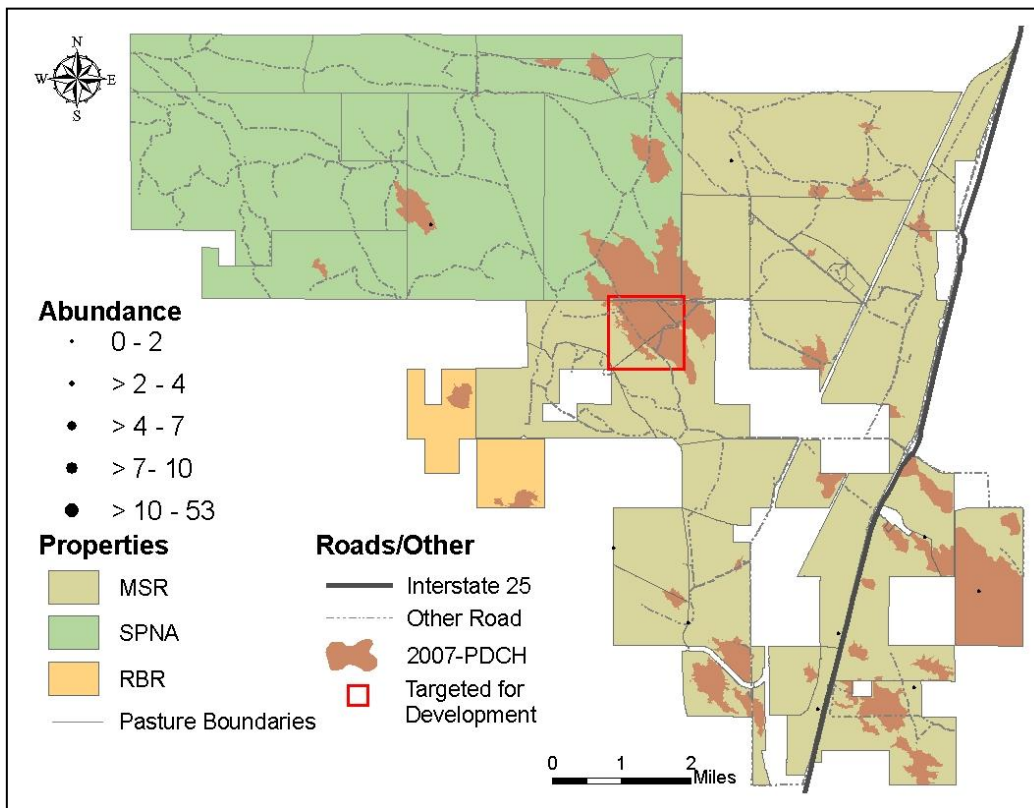 N
W E
S
Abundance
0 - 2
> 2 - 4
> 4 - 7
> 7- 10
> 10 - 53
Properties
MSR
SPNA
RBR
Pasture Boundaries
Roads/Other
Interstate 25
Other Road
2007-PDCH
Targeted for
Development
0 1 2
Miles